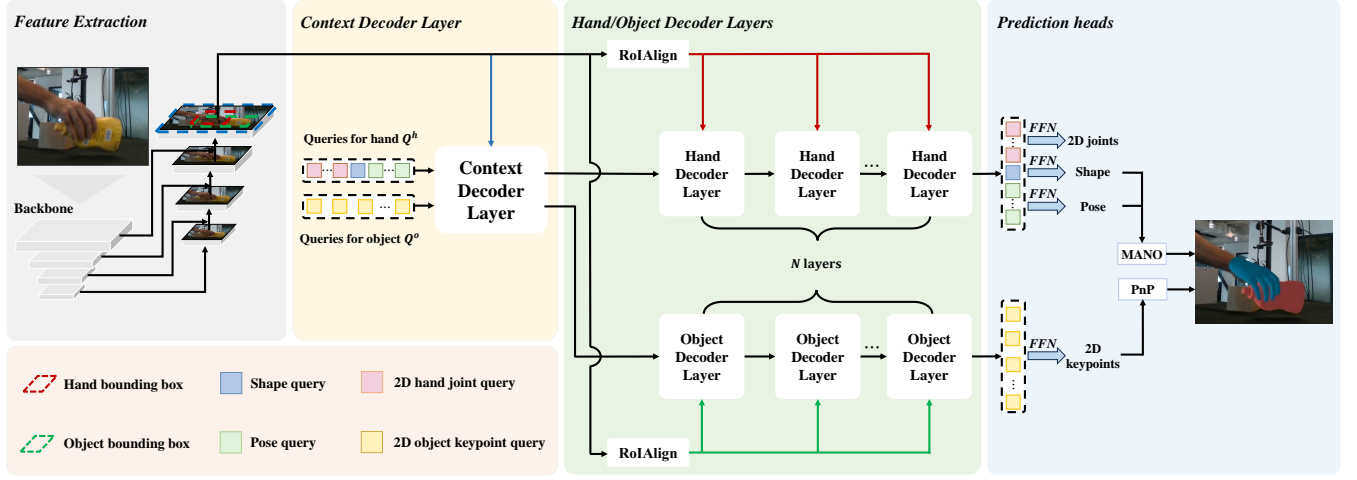 Feature Extraction
Backbone
Context Decoder Layer
Queries for hand Q^h
Queries for object Q^o
Context
Decoder
Layer
Hand/Object Decoder Layers
RoIAlign
Hand
Decoder
Layer
Hand
Decoder
Layer
...
Hand
Decoder
Layer
N layers
Object
Decoder
Layer
Object
Decoder
Layer
...
Object
Decoder
Layer
RoIAlign
Prediction heads
FFN
2D joints
FFN
Shape
FFN
Pose
MANO
PnP
FFN
2D
keypoints
Hand bounding box
Shape query
2D hand joint query
Object bounding box
Pose query
2D object keypoint query